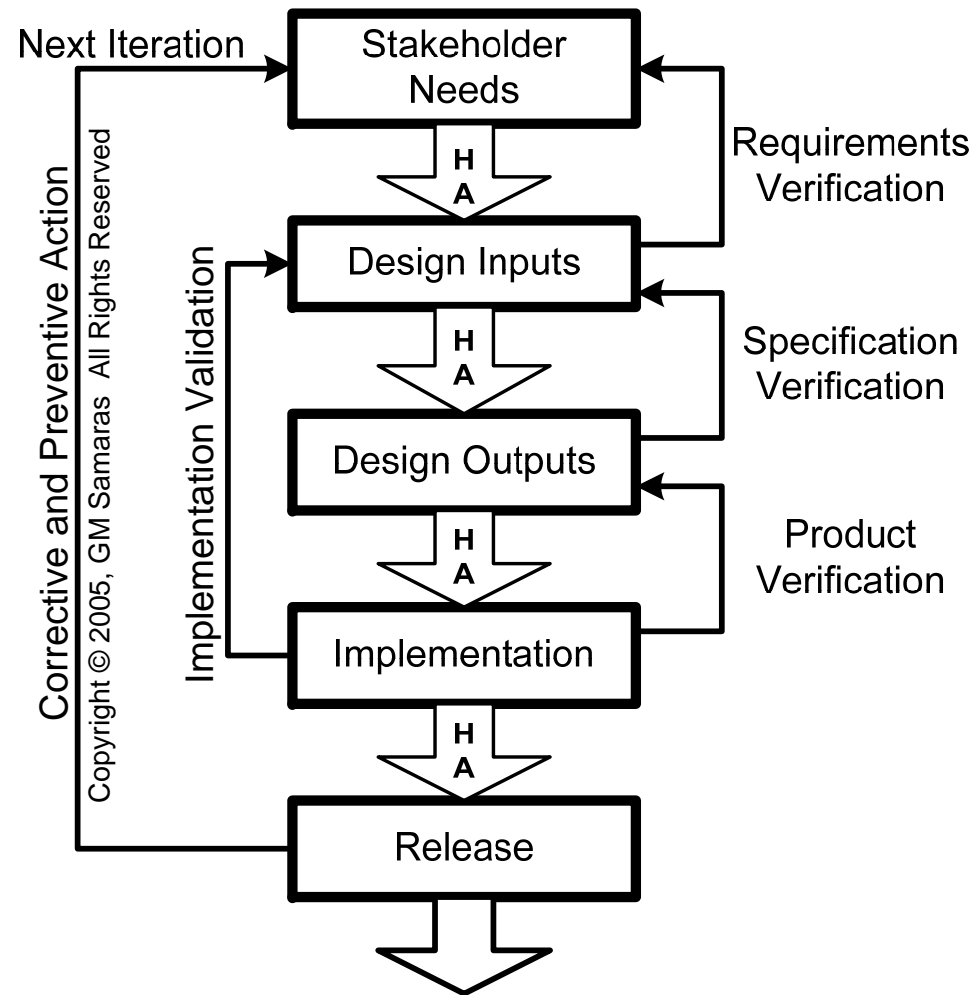 Next Iteration
Stakeholder
Needs
H
A
Requirements
Verification
Design Inputs
H
A
Specification
Verification
Design Outputs
H
A
Product
Verification
Implementation
H
A
Release
Implementation Validation
Corrective and Preventive Action
Copyright © 2005, GM Samaras All Rights Reserved